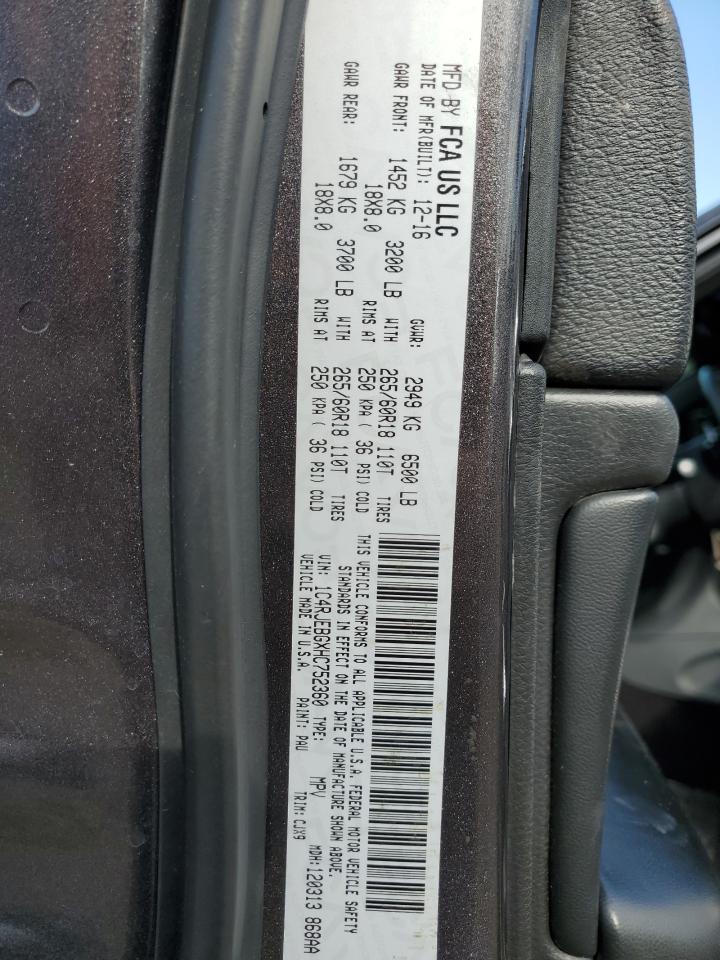 MFD BY FCA US LLC
DATE OF MFR(BUILT): 12-16 GVWR: 2949 KG 6500 LB
GAWR FRONT: 1452 KG 3200 LB WITH 265/60R18 110T TIRES
18X8.0 RIMS AT 250 KPA ( 36 PSI) COLD
GAWR REAR: 1679 KG 3700 LB WITH 265/60R18 110T TIRES
18X8.0 RIMS AT 250 KPA ( 36 PSI) COLD
THIS VEHICLE CONFORMS TO ALL APPLICABLE U.S.A. FEDERAL MOTOR VEHICLE SAFETY
STANDARDS IN EFFECT ON THE DATE OF MANUFACTURE SHOWN ABOVE.
VIN: 1C4RJEBGXHC752360 TYPE: MPV MDH:120313 868AA
VEHICLE MADE IN U.S.A. PAINT: PAU TRIM:CJX9